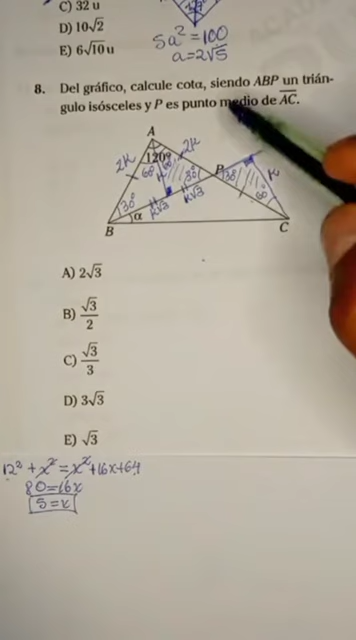 C) 32 u
D) 10√2
E) 6√10 u
5a² = 100
a = 2√5
8. Del gráfico, calcule cotα, siendo ABP un trián-
gulo isósceles y P es punto medio de AC.
A
2K
120°
60°
60°
2K
K
30°
P
30°
K
60°
30°
K√3
K√3
α
B
C
A) 2√3
B) √3/2
C) √3/3
D) 3√3
E) √3
12² + x² = x² + 16x + 64
80 = 16x
5 = x